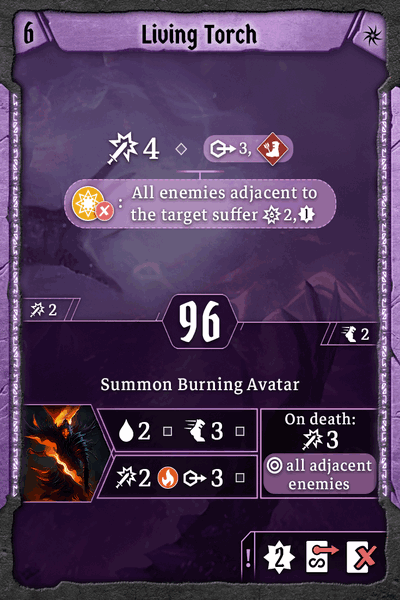 6 Living Torch
4 3,
: All enemies adjacent to
the target suffer 2,
2
96
2
Summon Burning Avatar
2 3
2 3
On death:
3
all adjacent
enemies
! 2